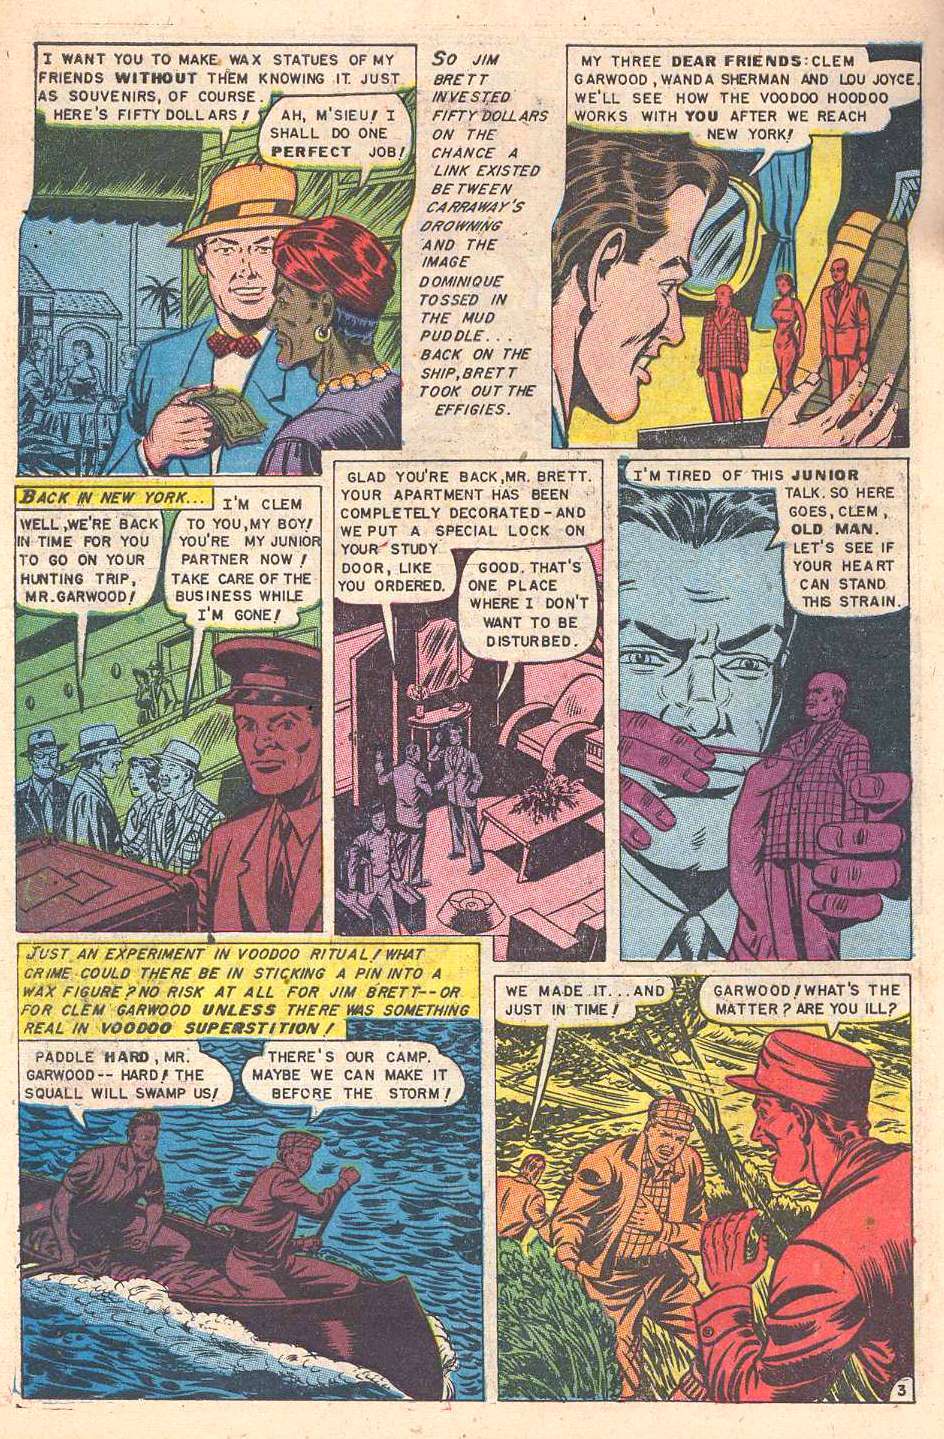 I WANT YOU TO MAKE WAX STATUES OF MY
FRIENDS WITHOUT THEM KNOWING IT. JUST
AS SOUVENIRS, OF COURSE.
HERE'S FIFTY DOLLARS!
AH, M'SIEU! I
SHALL DO ONE
PERFECT JOB!
SO JIM
BRETT
INVESTED
FIFTY DOLLARS
ON THE
CHANCE A
LINK EXISTED
BETWEEN
CARRAWAY'S
DROWNING
AND THE
IMAGE
DOMINIQUE
TOSSED IN
THE MUD
PUDDLE...
BACK ON THE
SHIP, BRETT
TOOK OUT THE
EFFIGIES.
MY THREE DEAR FRIENDS: CLEM
GARWOOD, WANDA SHERMAN AND LOU JOYCE.
WE'LL SEE HOW THE VOODOO HOODOO
WORKS WITH YOU AFTER WE REACH
NEW YORK!
BACK IN NEW YORK...
WELL, WE'RE BACK
IN TIME FOR YOU
TO GO ON YOUR
HUNTING TRIP,
MR. GARWOOD!
I'M CLEM
TO YOU, MY BOY!
YOU'RE MY JUNIOR
PARTNER NOW!
TAKE CARE OF THE
BUSINESS WHILE
I'M GONE!
GLAD YOU'RE BACK, MR. BRETT.
YOUR APARTMENT HAS BEEN
COMPLETELY DECORATED-AND
WE PUT A SPECIAL LOCK ON
YOUR STUDY
DOOR, LIKE
YOU ORDERED.
GOOD. THAT'S
ONE PLACE
WHERE I DON'T
WANT TO BE
DISTURBED.
I'M TIRED OF THIS JUNIOR
TALK. SO HERE
GOES, CLEM,
OLD MAN.
LET'S SEE IF
YOUR HEART
CAN STAND
THIS STRAIN.
JUST AN EXPERIMENT IN VOODOO RITUAL! WHAT
CRIME COULD THERE BE IN STICKING A PIN INTO A
WAX FIGURE? NO RISK AT ALL FOR JIM BRETT--OR
FOR CLEM GARWOOD UNLESS THERE WAS SOMETHING
REAL IN VOODOO SUPERSTITION!
PADDLE HARD, MR.
GARWOOD--HARD! THE
SQUALL WILL SWAMP US!
THERE'S OUR CAMP.
MAYBE WE CAN MAKE IT
BEFORE THE STORM!
WE MADE IT...AND
JUST IN TIME!
GARWOOD! WHAT'S THE
MATTER? ARE YOU ILL?
3